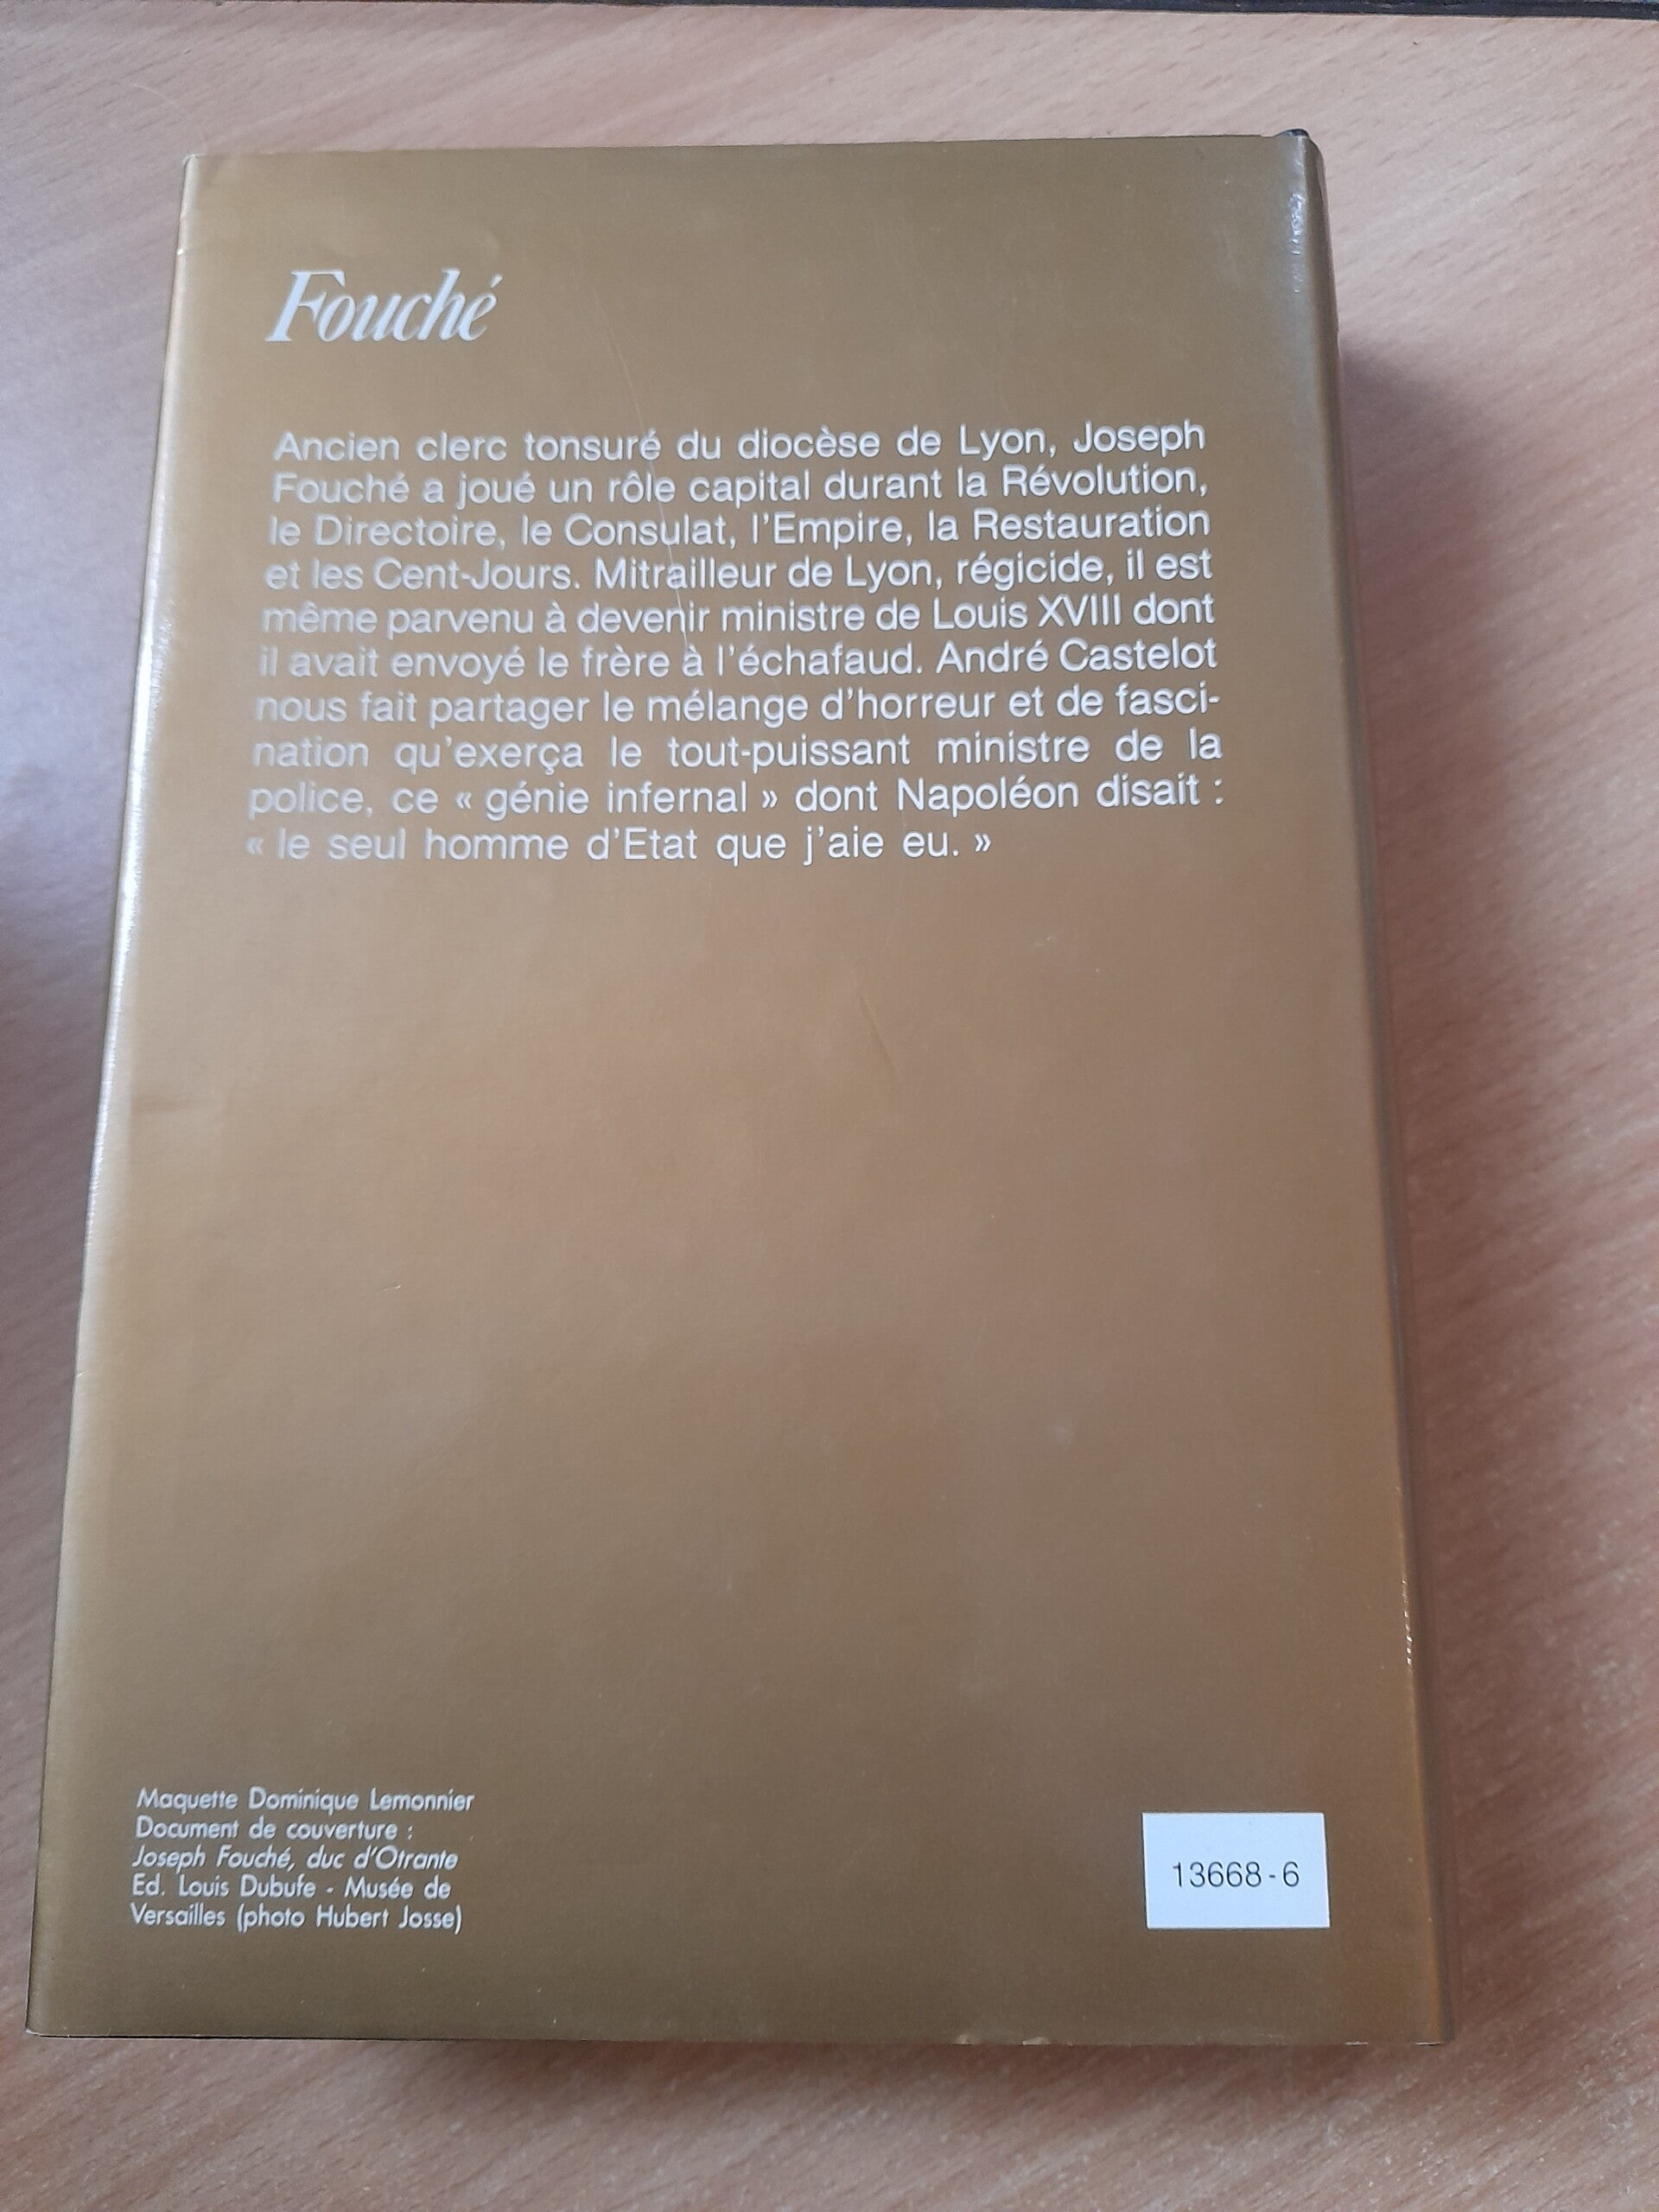 Fouché
Ancien clerc tonsuré du diocèse de Lyon, Joseph
Fouché a joué un rôle capital durant la Révolution,
le Directoire, le Consulat, l'Empire, la Restauration
et les Cent-Jours. Mitrailleur de Lyon, régicide, il est
même parvenu à devenir ministre de Louis XVIII dont
il avait envoyé le frère à l'échafaud. André Castelot
nous fait partager le mélange d'horreur et de fasci-
nation qu'exerça le tout-puissant ministre de la
police, ce « génie infernal » dont Napoléon disait :
« le seul homme d'Etat que j'aie eu. »
Maquette Dominique Lemonnier
Document de couverture :
Joseph Fouché, duc d'Otrante
Ed. Louis Dubufe - Musée de
Versailles (photo Hubert Josse)
13668-6